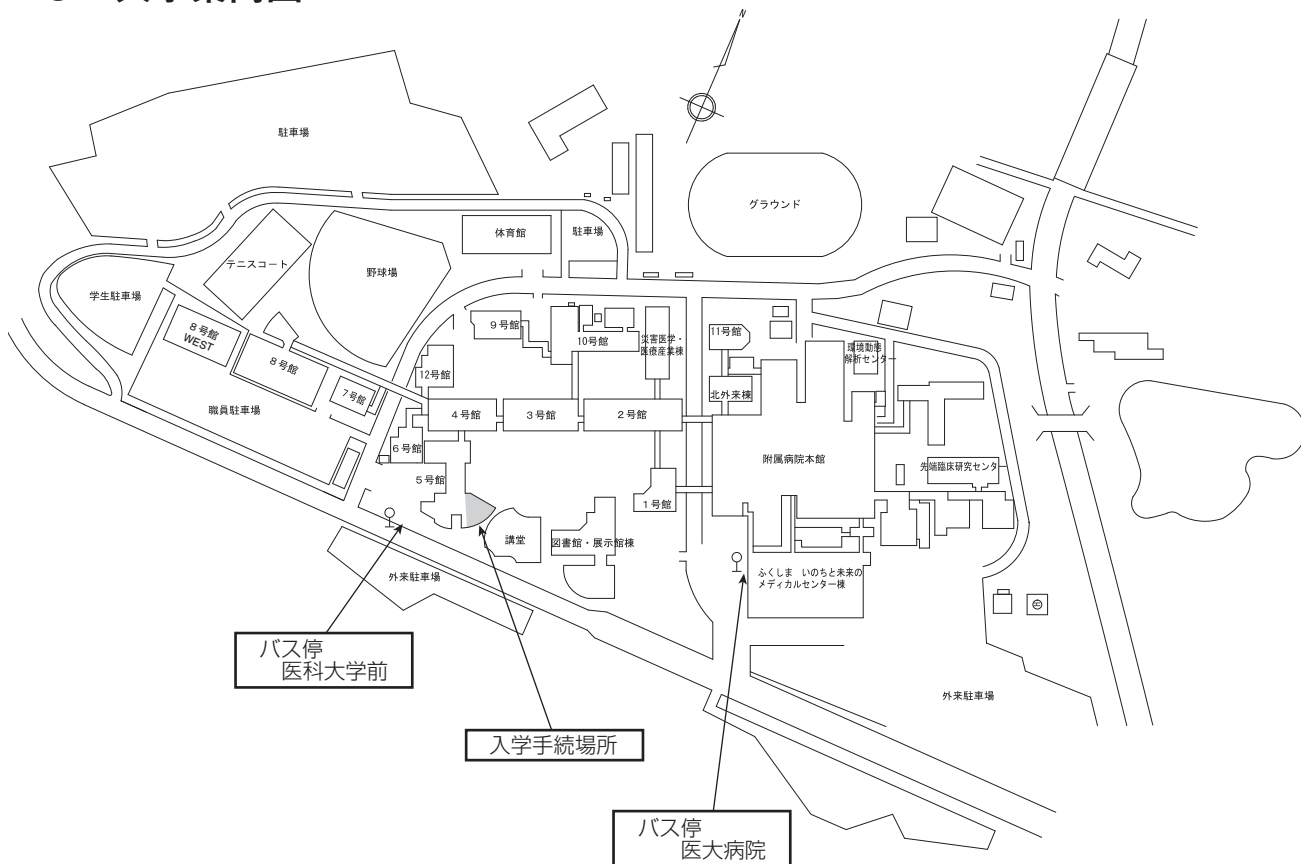 N
駐車場
グラウンド
体育館
駐車場
テニスコート
野球場
学生駐車場
8号館
WEST
8号館
7号館
職員駐車場
9号館
10号館
災害医学・
医療産業棟
11号館
環境動態
解析センター
12号館
北外来棟
4号館
3号館
2号館
6号館
附属病院本館
先端臨床研究センター
5号館
1号館
講堂
図書館・展示館棟
外来駐車場
ふくしま いのちと未来の
メディカルセンター棟
バス停
医科大学前
外来駐車場
入学手続場所
バス停
医大病院